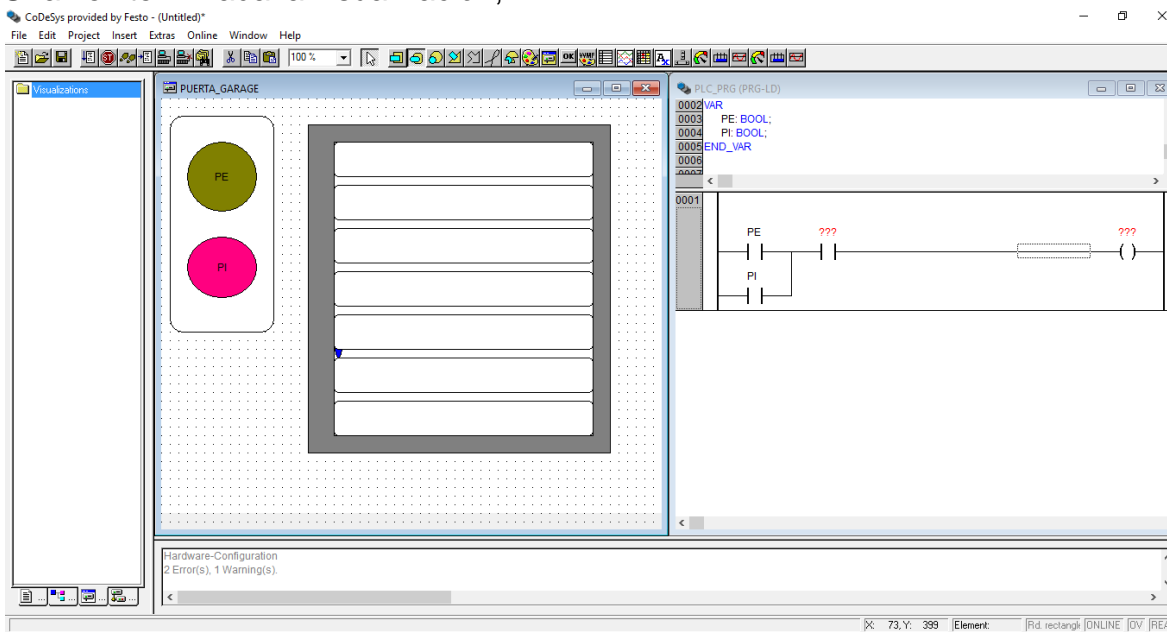 CoDeSys provided by Festo - (Untitled)*
File Edit Project Insert Extras Online Window Help
100 %
Visualizations
PUERTA_GARAGE
PE
PI
PLC_PRG (PRG-LD)
0002 VAR
0003 PE: BOOL;
0004 PI: BOOL;
0005 END_VAR
0006
0007
0001
PE ??? ???
PI
Hardware-Configuration
2 Error(s), 1 Warning(s).
X: 73, Y: 399 Element: Rd. rectangl ONLINE OV REA